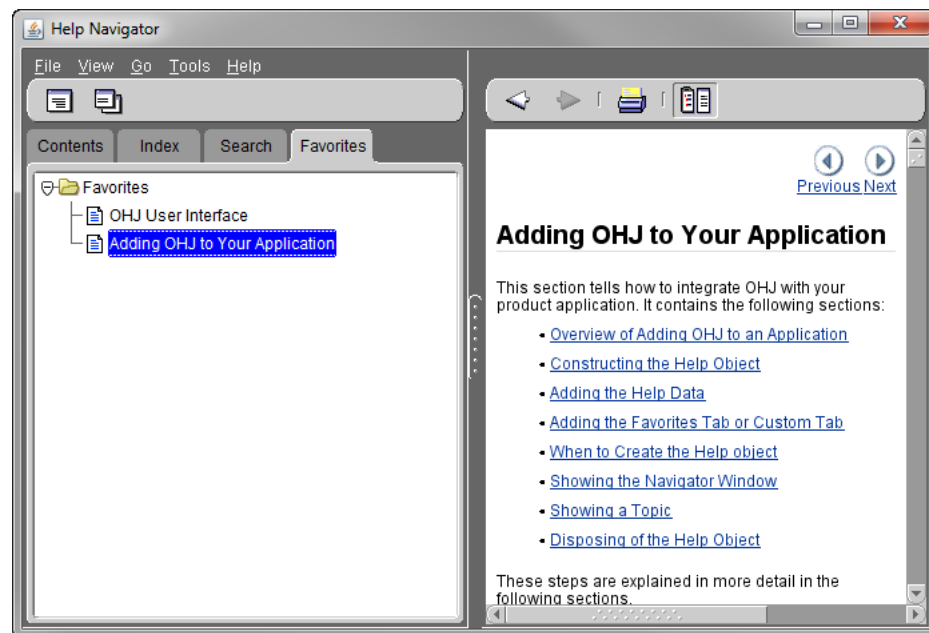 Help Navigator
File View Go Tools Help
Contents Index Search Favorites
Favorites
OHJ User Interface
Adding OHJ to Your Application
Previous Next
Adding OHJ to Your Application
This section tells how to integrate OHJ with your
product application. It contains the following sections:
Overview of Adding OHJ to an Application
Constructing the Help Object
Adding the Help Data
Adding the Favorites Tab or Custom Tab
When to Create the Help object
Showing the Navigator Window
Showing a Topic
Disposing of the Help Object
These steps are explained in more detail in the
following sections.